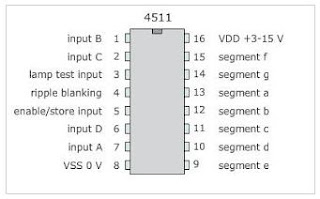 4511
input B 1 16 VDD +3-15 V
input C 2 15 segment f
lamp test input 3 14 segment g
ripple blanking 4 13 segment a
enable/store input 5 12 segment b
input D 6 11 segment c
input A 7 10 segment d
VSS 0 V 8 9 segment e